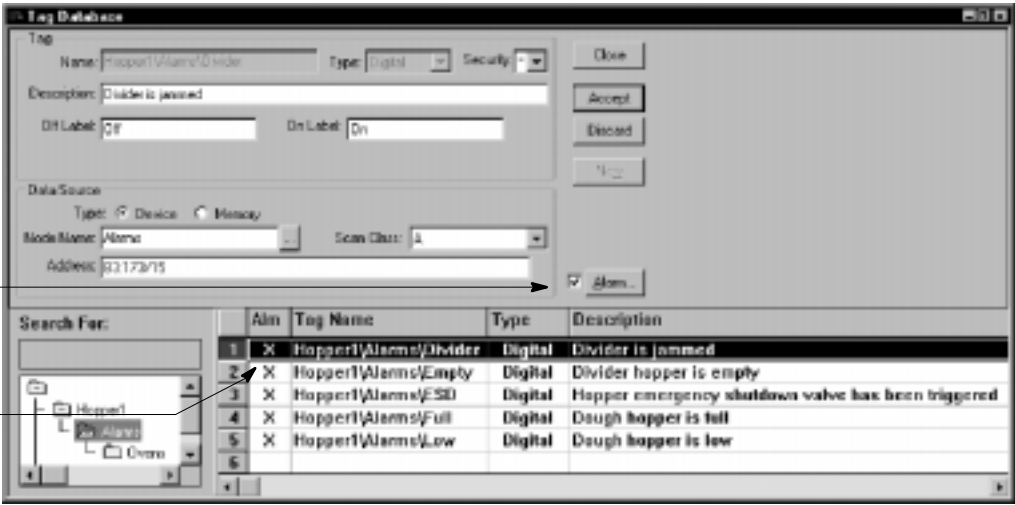 Tag Database
Tag
Name: Hopper1\Alarms\Divider Type: Digital Security: *
Description: Divider is jammed
Off Label: Off On Label: On
Close
Accept
Discard
Data Source
Type: Device Memory
Node Name: Alarms ... Scan Class: A
Address:
Alarm...
Search For:
Hopper1
Alarms
Ovens
Alm Tag Name Type Description
1 X Hopper1\Alarms\Divider Digital Divider is jammed
2 X Hopper1\Alarms\Empty Digital Divider hopper is empty
3 X Hopper1\Alarms\ESD Digital Hopper emergency shutdown valve has been triggered
4 X Hopper1\Alarms\Full Digital Dough hopper is full
5 X Hopper1\Alarms\Low Digital Dough hopper is low
6